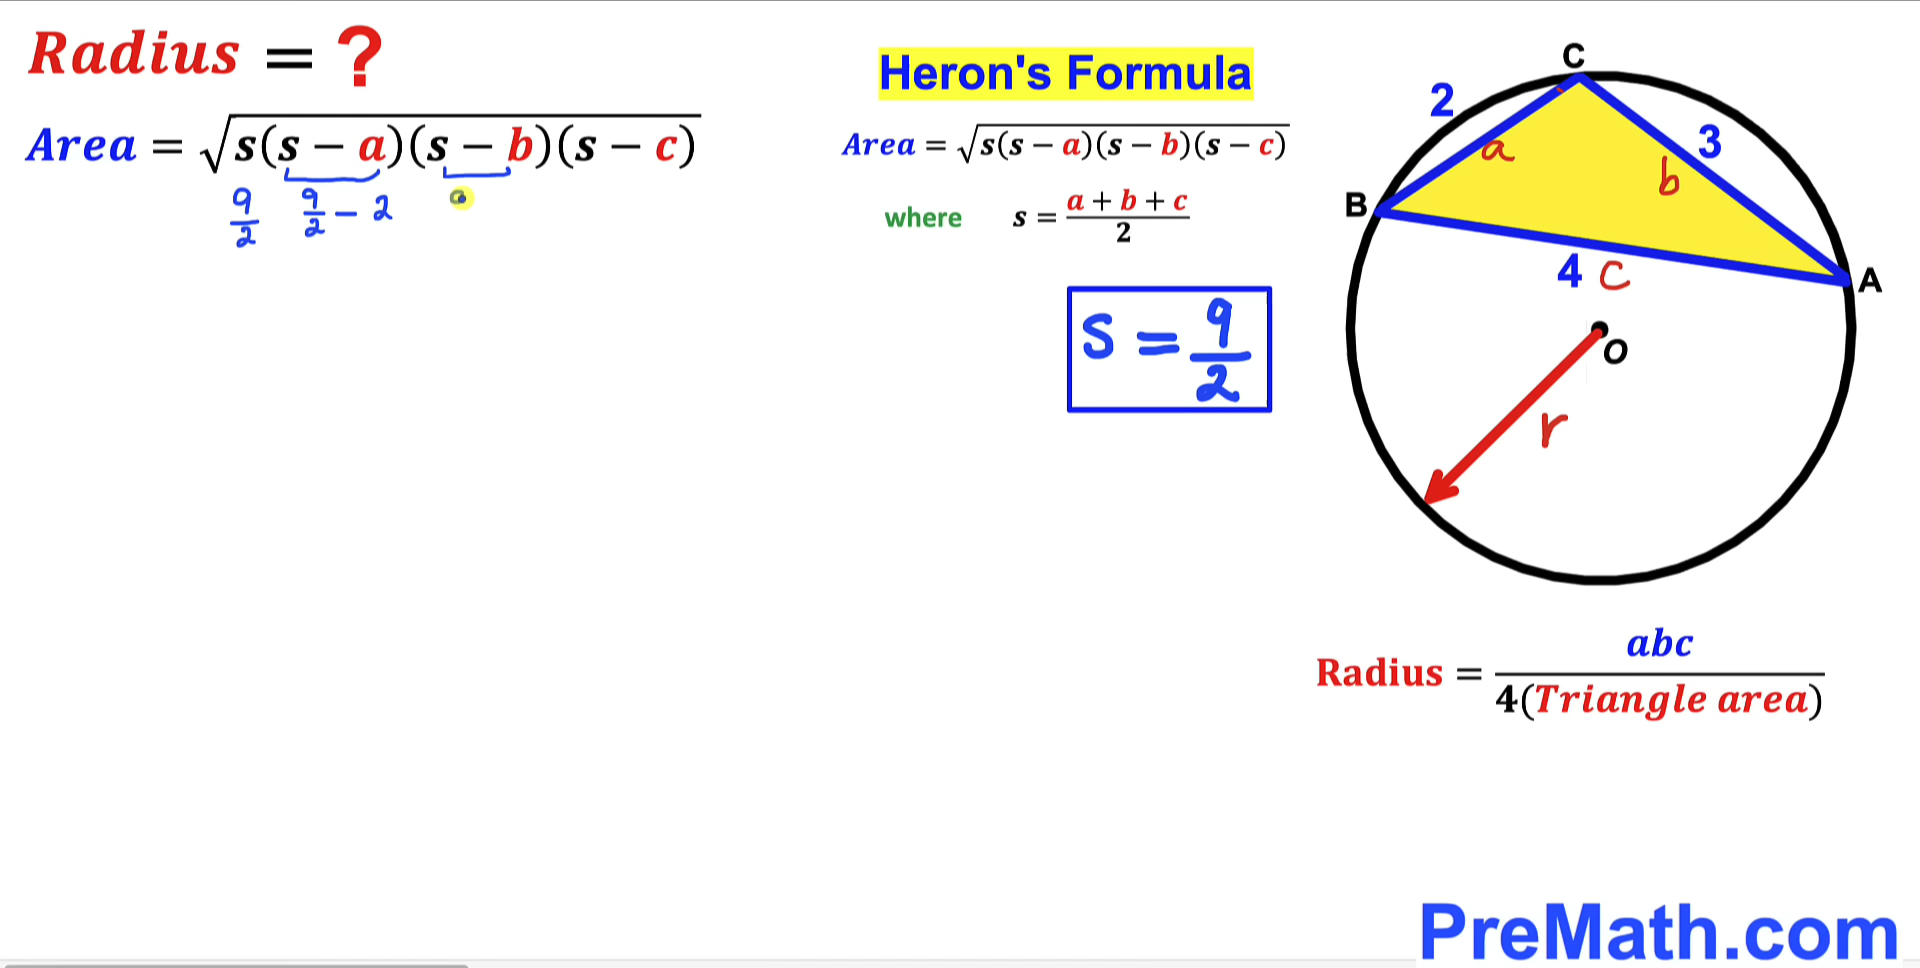 Radius = ?
Area = √s(s − a)(s − b)(s − c)
9/2 9/2 − 2
Heron's Formula
Area = √s(s − a)(s − b)(s − c)
where s = a + b + c / 2
S = 9/2
C
2
3
a
b
B
4 c
A
O
r
Radius = abc / 4(Triangle area)
PreMath.com